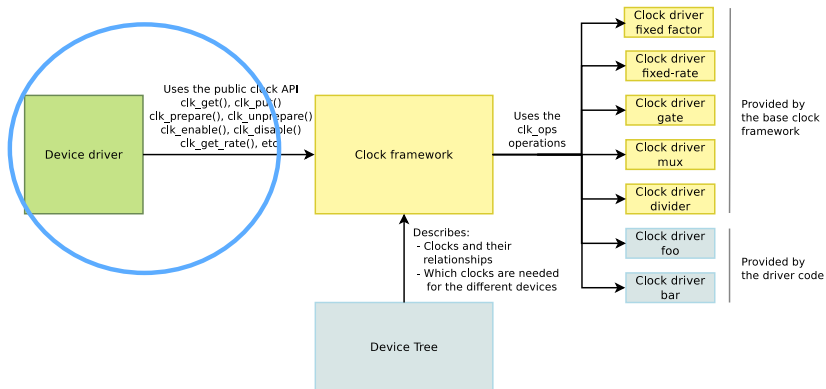 Device driver
Uses the public clock API
clk_get(), clk_put()
clk_prepare(), clk_unprepare()
clk_enable(), clk_disable()
clk_get_rate(), etc
Clock framework
Uses the
clk_ops
operations
Clock driver
fixed factor
Clock driver
fixed-rate
Clock driver
gate
Clock driver
mux
Clock driver
divider
Clock driver
foo
Clock driver
bar
Provided by
the base clock
framework
Provided by
the driver code
Describes:
- Clocks and their
relationships
- Which clocks are needed
for the different devices
Device Tree